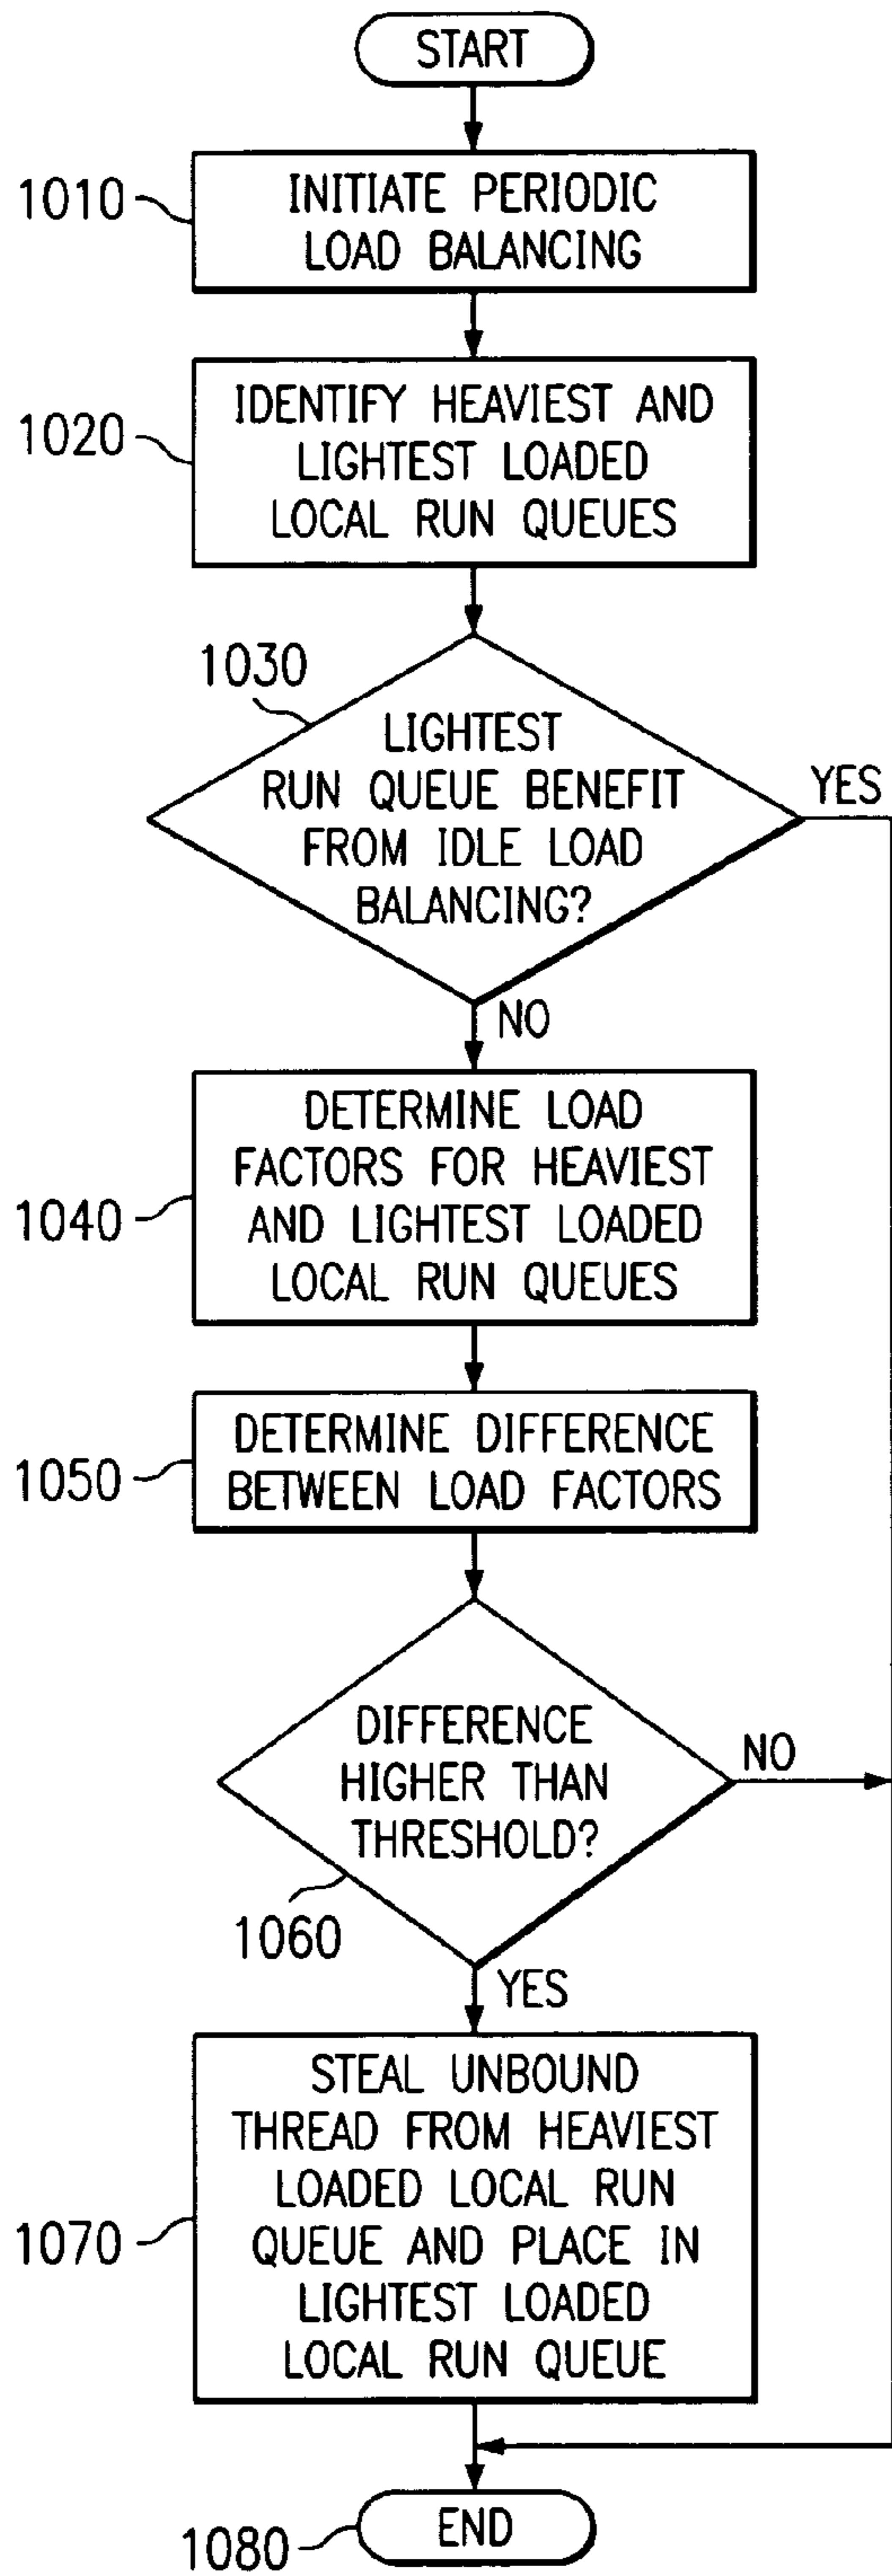 START
1010
INITIATE PERIODIC
LOAD BALANCING
1020
IDENTIFY HEAVIEST AND
LIGHTEST LOADED
LOCAL RUN QUEUES
1030
LIGHTEST
RUN QUEUE BENEFIT
FROM IDLE LOAD
BALANCING?
YES
NO
1040
DETERMINE LOAD
FACTORS FOR HEAVIEST
AND LIGHTEST LOADED
LOCAL RUN QUEUES
1050
DETERMINE DIFFERENCE
BETWEEN LOAD FACTORS
DIFFERENCE
HIGHER THAN
THRESHOLD?
NO
1060
YES
1070
STEAL UNBOUND
THREAD FROM HEAVIEST
LOADED LOCAL RUN
QUEUE AND PLACE IN
LIGHTEST LOADED
LOCAL RUN QUEUE
1080
END